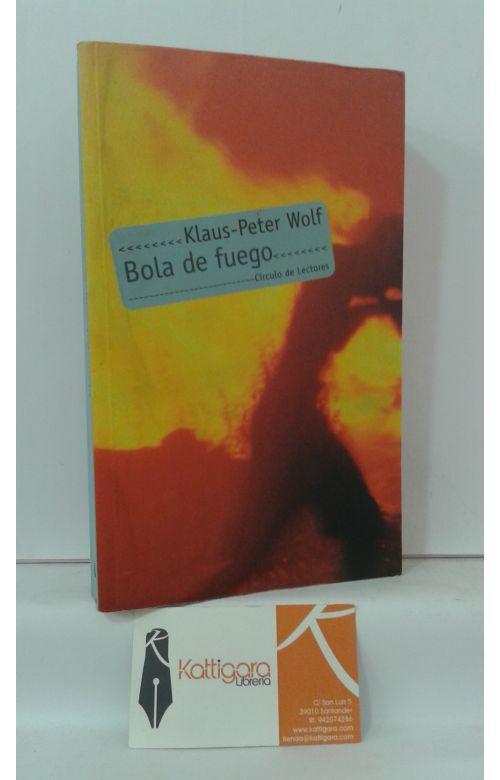 <<<<<<<<Klaus-Peter Wolf
Bola de fuego<<<<<<<<
Círculo de Lectores
Kattigara
Librería
C/ San Luis 5
39010 Santander
tlf. 942074286
www.kattigara.com
tienda@kattigara.com